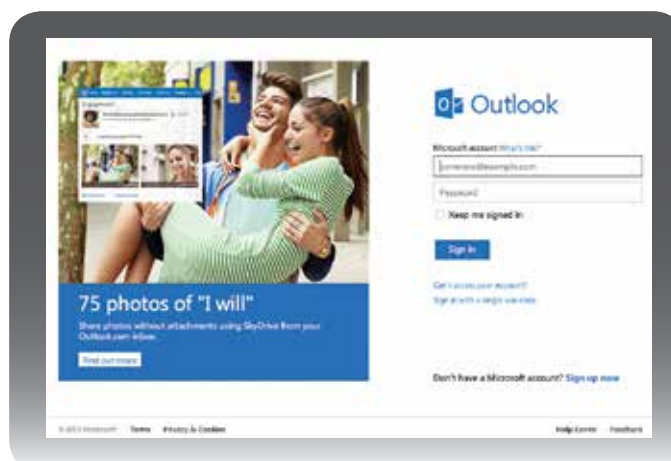 Outlook
Microsoft account What's this?
someone@example.com
Password
Keep me signed in
Sign in
Can't access your account?
Sign in with a single-use code
75 photos of "I will"
Share photos without attachments using SkyDrive from your
Outlook.com inbox.
Find out more
Don't have a Microsoft account? Sign up now
Microsoft Terms Privacy & Cookies
Help Center Feedback